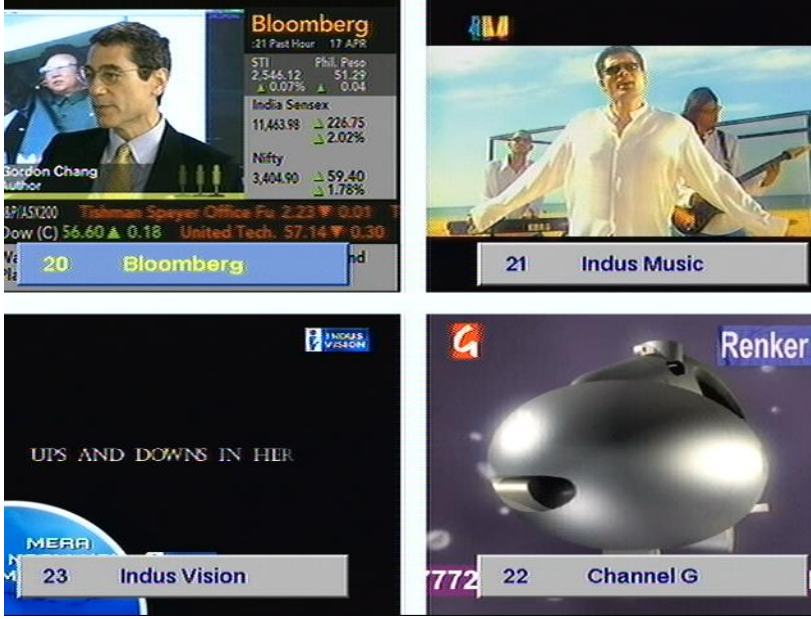 Bloomberg
:21 Past Hour 17 APR
STI Phil. Peso
2,546.12 51.29
▲ 0.07% ▲ 0.04
India Sensex
11,463.98 ▲ 226.75
▲ 2.02%
Nifty
3,404.90 ▲ 59.40
▲ 1.78%
Gordon Chang
Author
&P/ASX200 Tishman Speyer Office Fu 2.23 ▼ 0.01 T
Dow (C) 56.60 ▲ 0.18 United Tech. 57.14 ▼ 0.30
nd
20 Bloomberg
21 Indus Music
INDUS
VISION
UPS AND DOWNS IN HER
MERA
23 Indus Vision
G
Renker
7772
22 Channel G